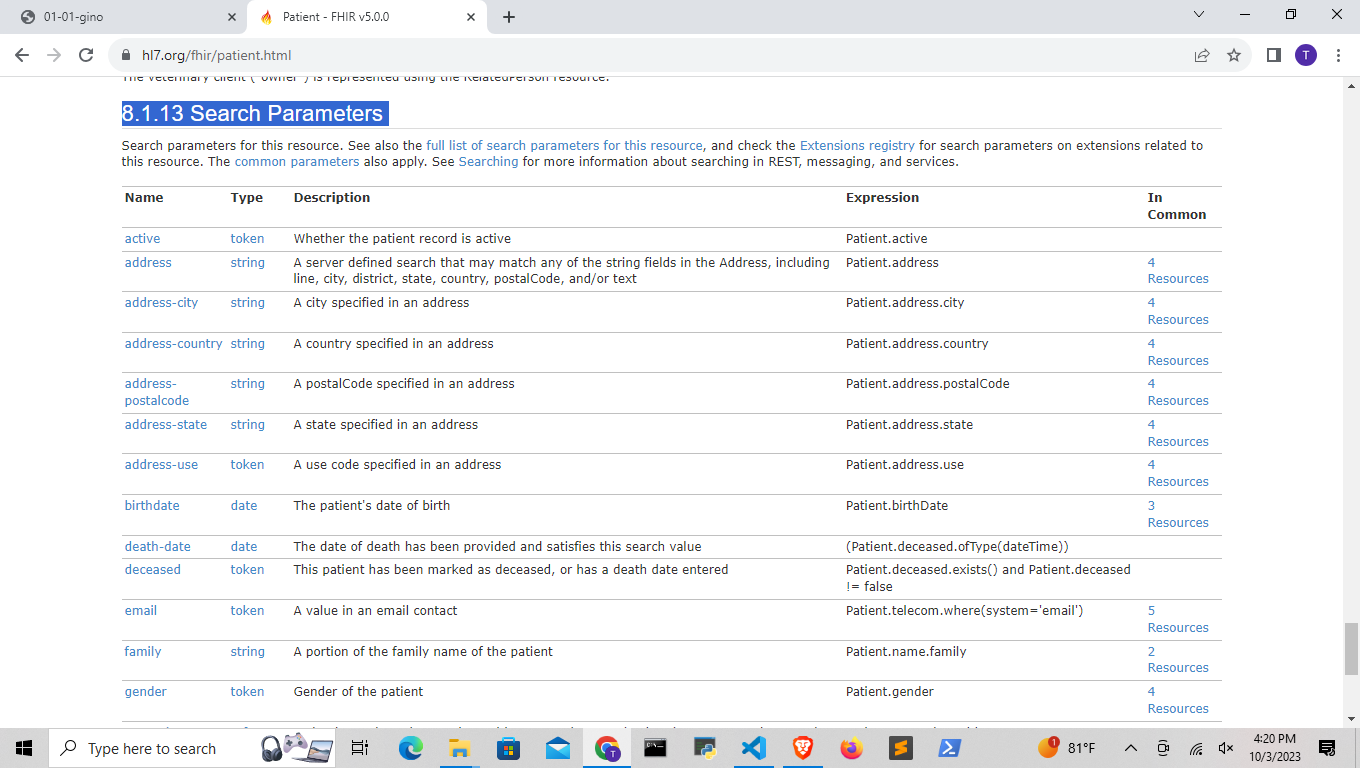 01-01-gino
Patient - FHIR v5.0.0
hl7.org/fhir/patient.html
T
The veterinary client ("owner") is represented using the RelatedPerson resource.
8.1.13 Search Parameters
Search parameters for this resource. See also the full list of search parameters for this resource, and check the Extensions registry for search parameters on extensions related to
this resource. The common parameters also apply. See Searching for more information about searching in REST, messaging, and services.
Name Type Description Expression In
Common
active token Whether the patient record is active Patient.active
address string A server defined search that may match any of the string fields in the Address, including Patient.address 4
line, city, district, state, country, postalCode, and/or text Resources
address-city string A city specified in an address Patient.address.city 4
Resources
address-country string A country specified in an address Patient.address.country 4
Resources
address- string A postalCode specified in an address Patient.address.postalCode 4
postalcode Resources
address-state string A state specified in an address Patient.address.state 4
Resources
address-use token A use code specified in an address Patient.address.use 4
Resources
birthdate date The patient's date of birth Patient.birthDate 3
Resources
death-date date The date of death has been provided and satisfies this search value (Patient.deceased.ofType(dateTime))
deceased token This patient has been marked as deceased, or has a death date entered Patient.deceased.exists() and Patient.deceased
!= false
email token A value in an email contact Patient.telecom.where(system='email') 5
Resources
family string A portion of the family name of the patient Patient.name.family 2
Resources
gender token Gender of the patient Patient.gender 4
Resources
Type here to search
T
1
81°F
4:20 PM
10/3/2023